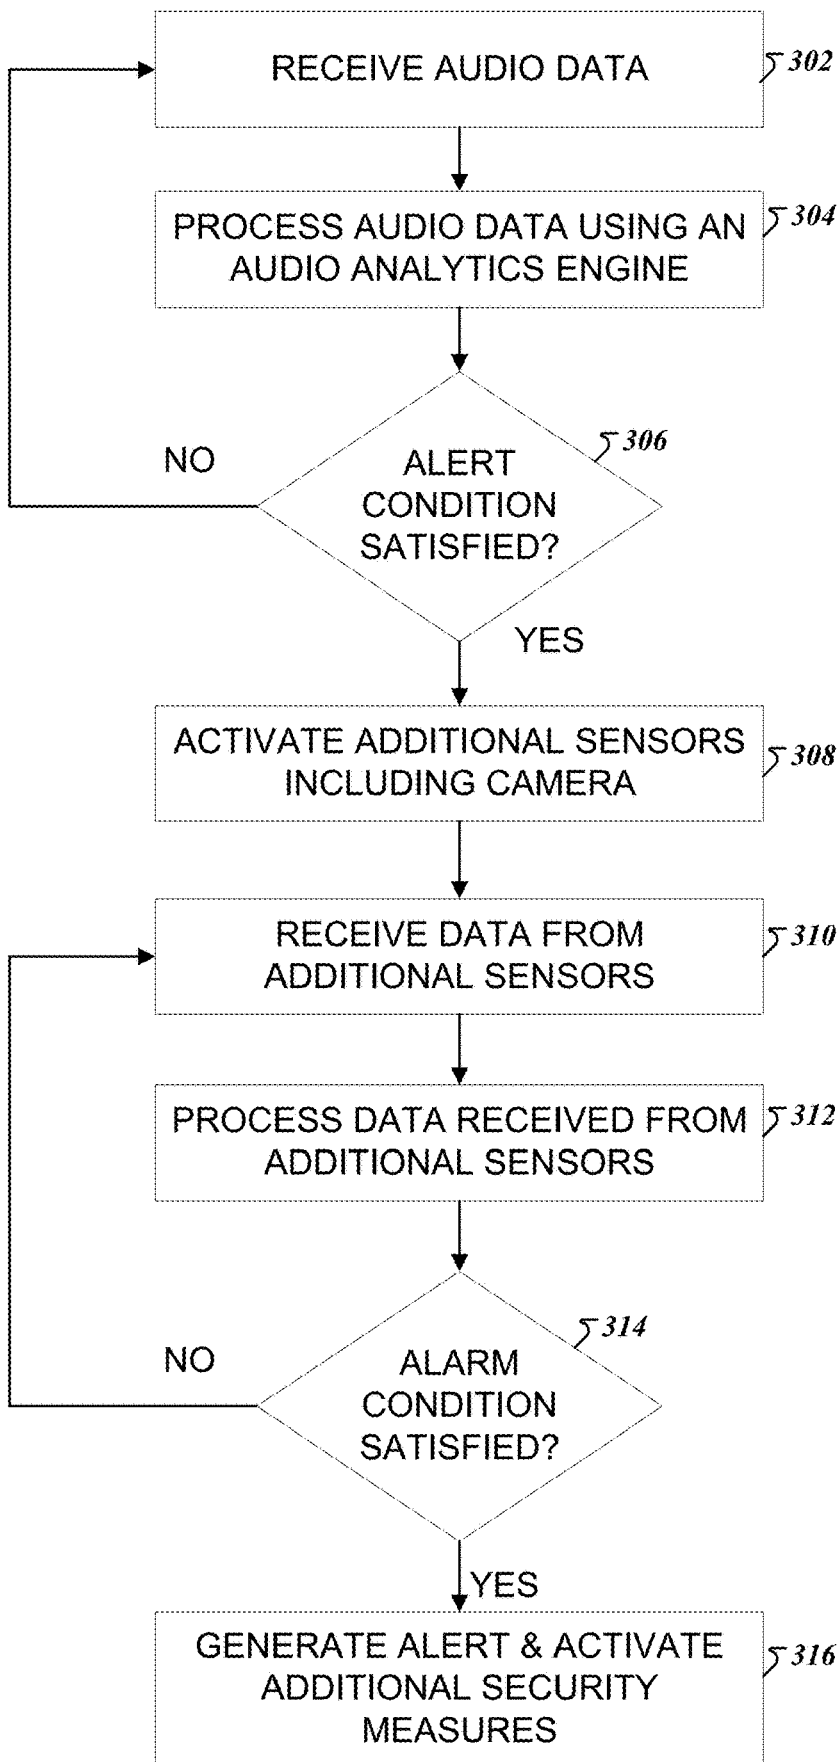 RECEIVE AUDIO DATA
302
PROCESS AUDIO DATA USING AN
AUDIO ANALYTICS ENGINE
304
306
NO
ALERT
CONDITION
SATISFIED?
YES
ACTIVATE ADDITIONAL SENSORS
INCLUDING CAMERA
308
RECEIVE DATA FROM
ADDITIONAL SENSORS
310
PROCESS DATA RECEIVED FROM
ADDITIONAL SENSORS
312
314
NO
ALARM
CONDITION
SATISFIED?
YES
GENERATE ALERT & ACTIVATE
ADDITIONAL SECURITY
MEASURES
316